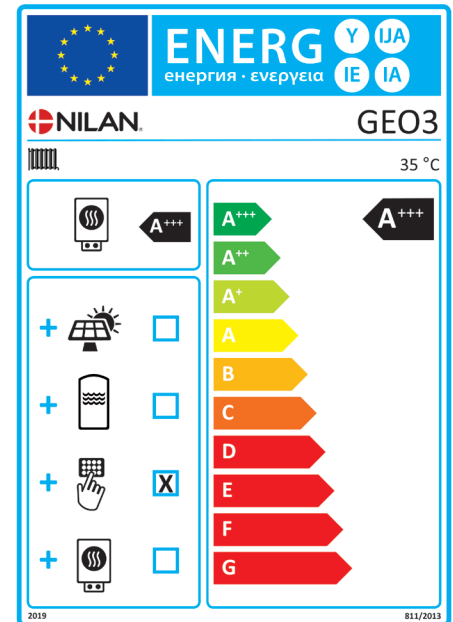 ENERG Y IJA
енергия · ενεργεια IE IA
NILAN. GEO3
35 °C
A+++
A+++ A+++
A++
A+
A
B
C
D
X E
F
G
2019 811/2013